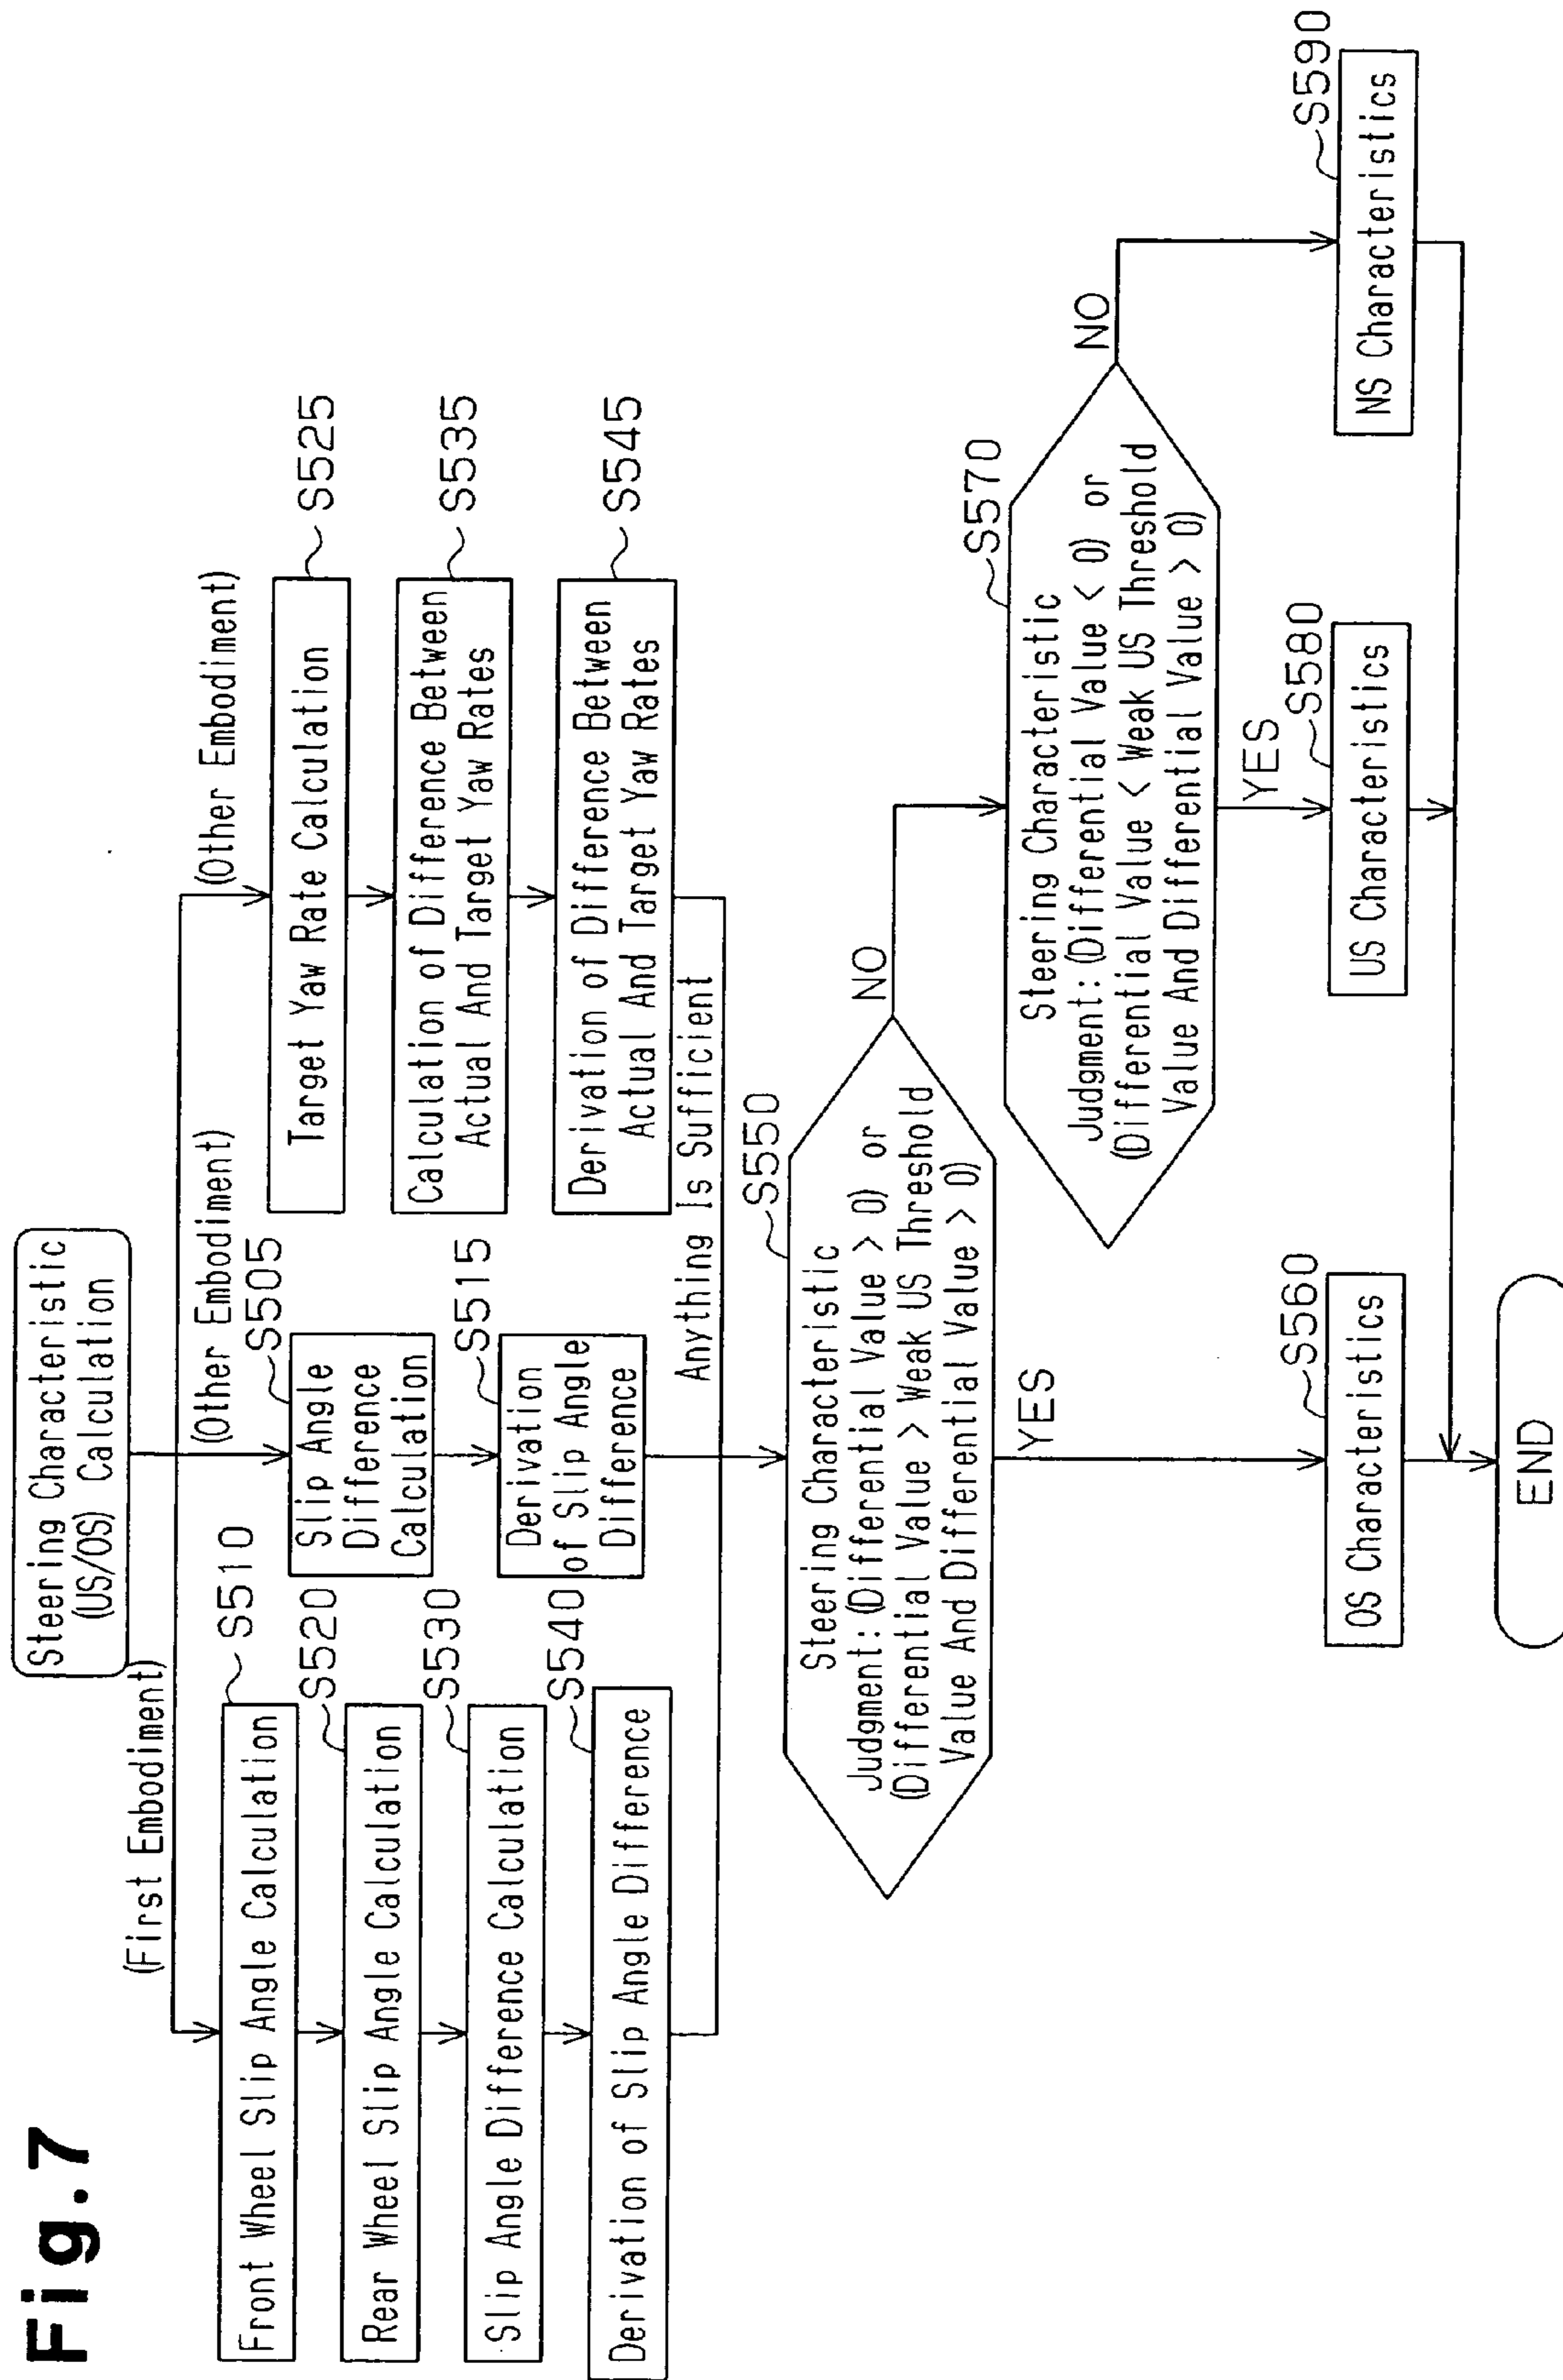 Fig.7
Steering Characteristic
(US/OS) Calculation
(First Embodiment)
(Other Embodiment)
(Other Embodiment)
S510
Front Wheel Slip Angle Calculation
S520
Rear Wheel Slip Angle Calculation
S530
Slip Angle Difference Calculation
S540
Derivation of Slip Angle Difference
S505
Slip Angle
Difference
Calculation
S515
Derivation
of Slip Angle
Difference
S525
Target Yaw Rate Calculation
S535
Calculation of Difference Between
Actual And Target Yaw Rates
S545
Derivation of Difference Between
Actual And Target Yaw Rates
Anything Is Sufficient
S550
Steering Characteristic
Judgment: (Differential Value > 0) or
(Differential Value > Weak US Threshold
Value And Differential Value > 0)
NO
YES
S570
Steering Characteristic
Judgment: (Differential Value < 0) or
(Differential Value < Weak US Threshold
Value And Differential Value > 0)
NO
YES
S560
OS Characteristics
S580
US Characteristics
S590
NS Characteristics
END